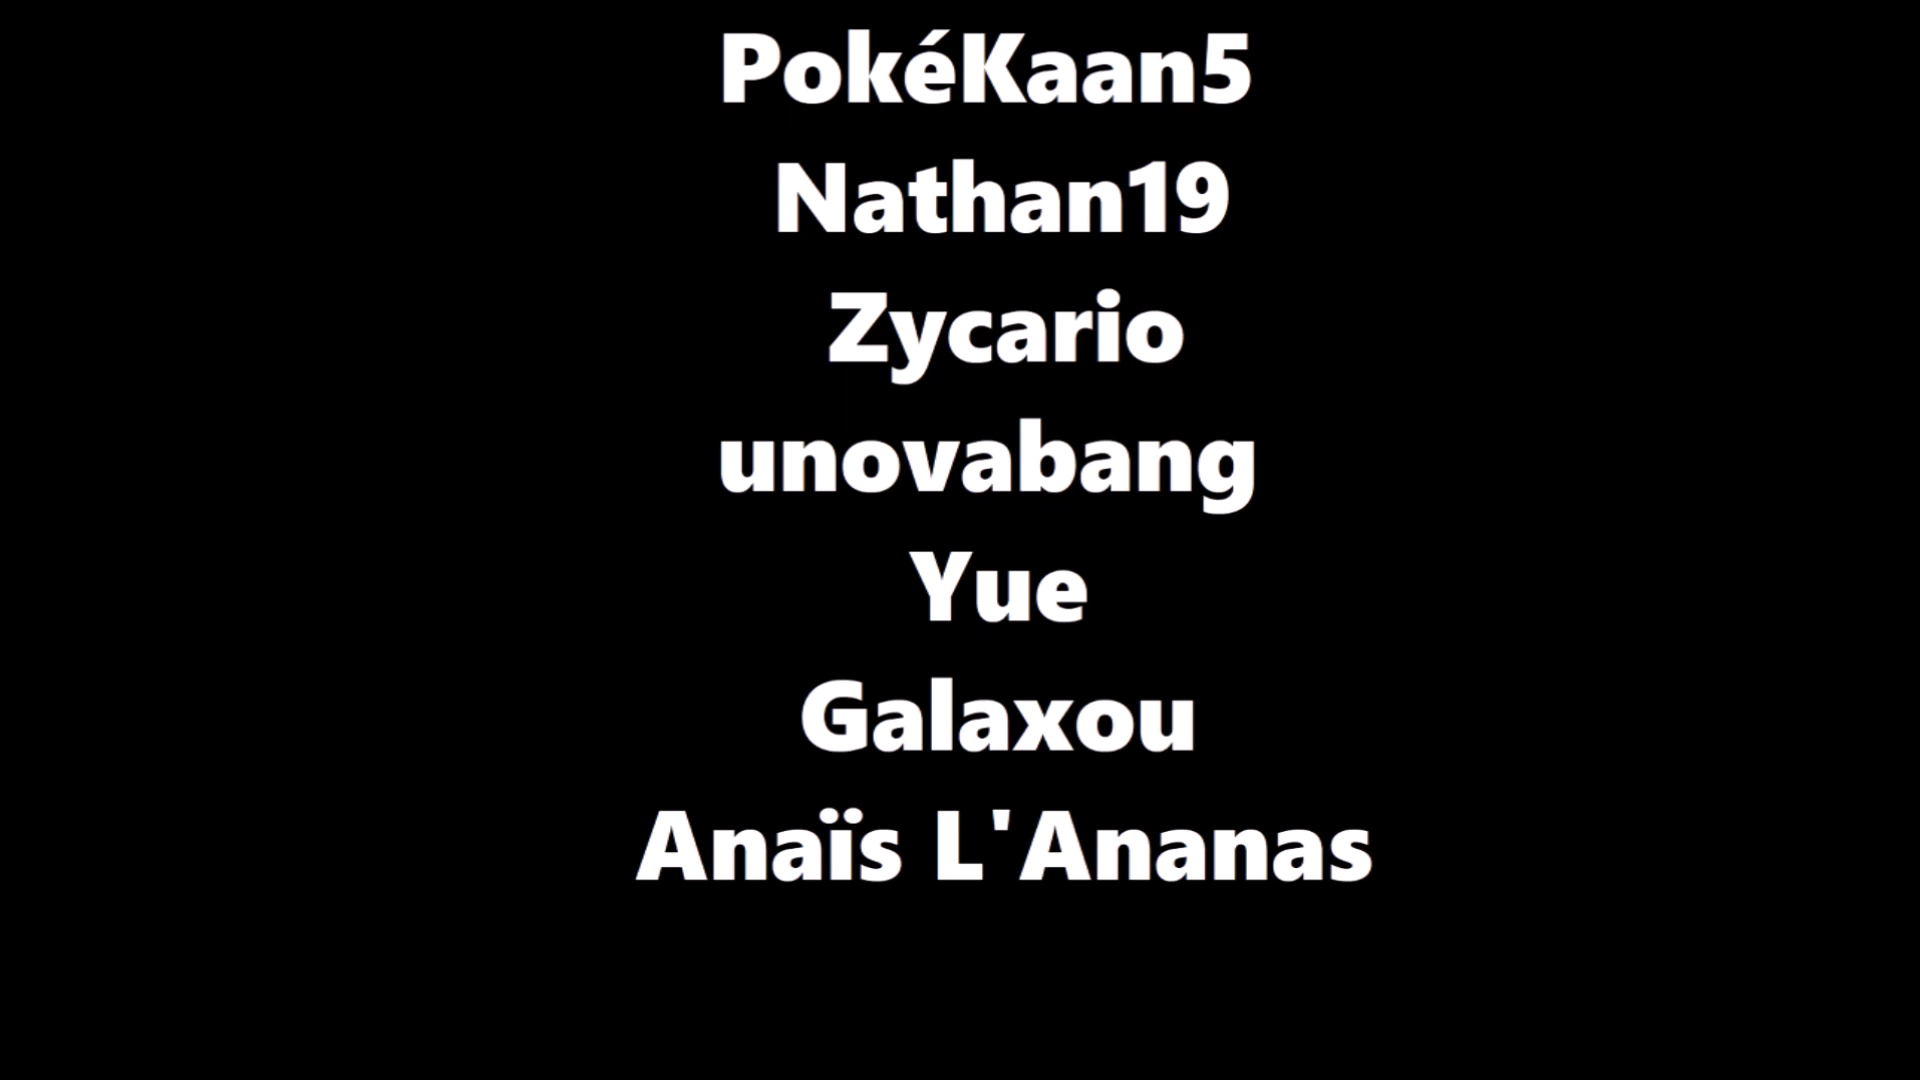 PokéKaan5
Nathan19
Zycario
unovabang
Yue
Galaxou
Anaïs L'Ananas